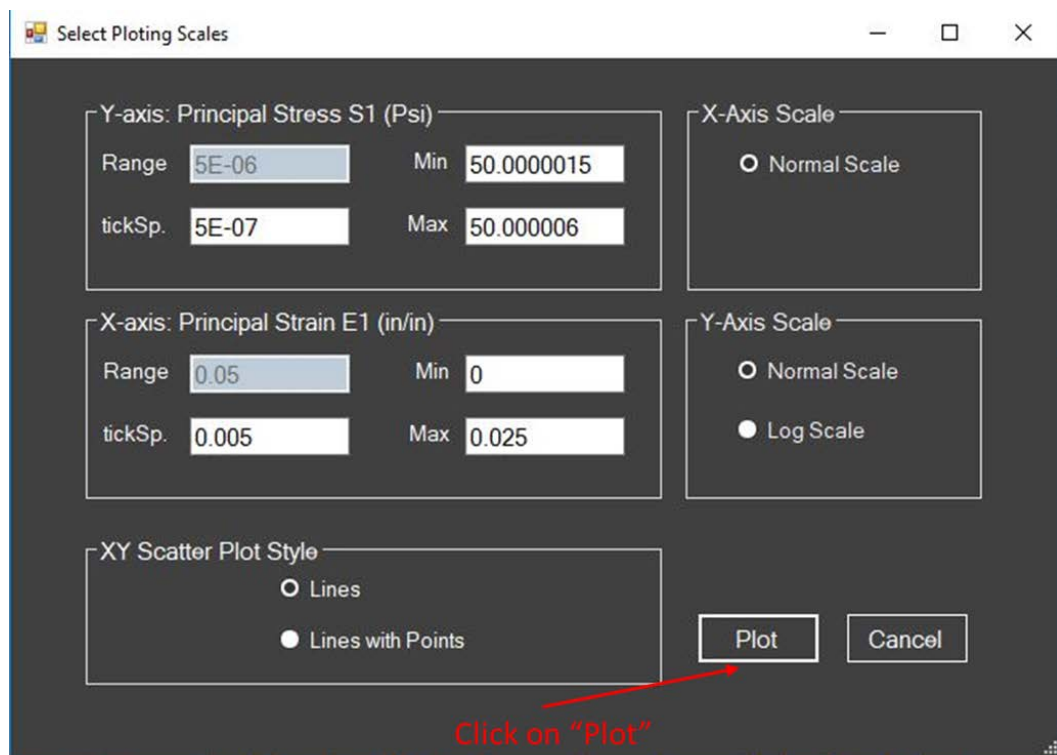 Select Ploting Scales
Y-axis: Principal Stress S1 (Psi)
Range 5E-06 Min 50.0000015
tickSp. 5E-07 Max 50.000006
X-Axis Scale
Normal Scale
X-axis: Principal Strain E1 (in/in)
Range 0.05 Min 0
tickSp. 0.005 Max 0.025
Y-Axis Scale
Normal Scale
Log Scale
XY Scatter Plot Style
Lines
Lines with Points
Plot Cancel
Click on “Plot”